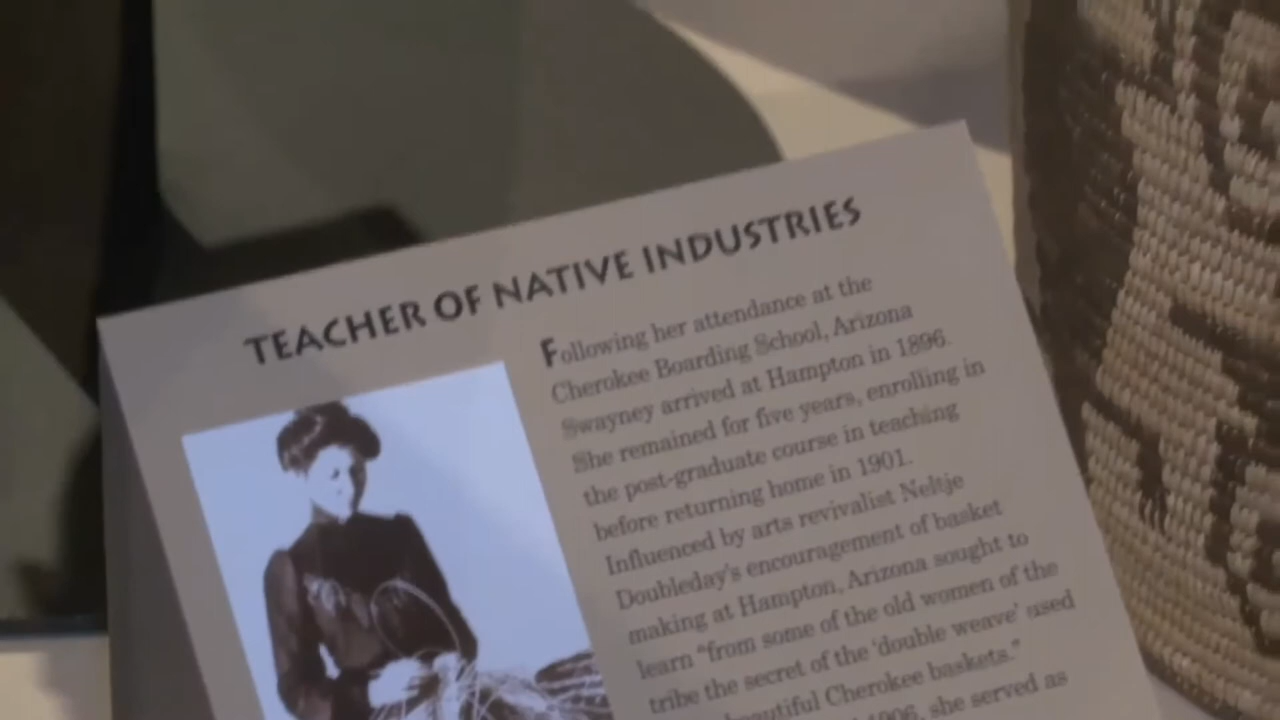 TEACHER OF NATIVE INDUSTRIES
Following her attendance at the
Cherokee Boarding School, Arizona
Swayney arrived at Hampton in 1896.
She remained for five years, enrolling in
the post-graduate course in teaching
before returning home in 1901.
Influenced by arts revivalist Neltje
Doubleday's encouragement of basket
making at Hampton, Arizona sought to
learn "from some of the old women of the
tribe the secret of the 'double weave' used
beautiful Cherokee baskets."
1906, she served as